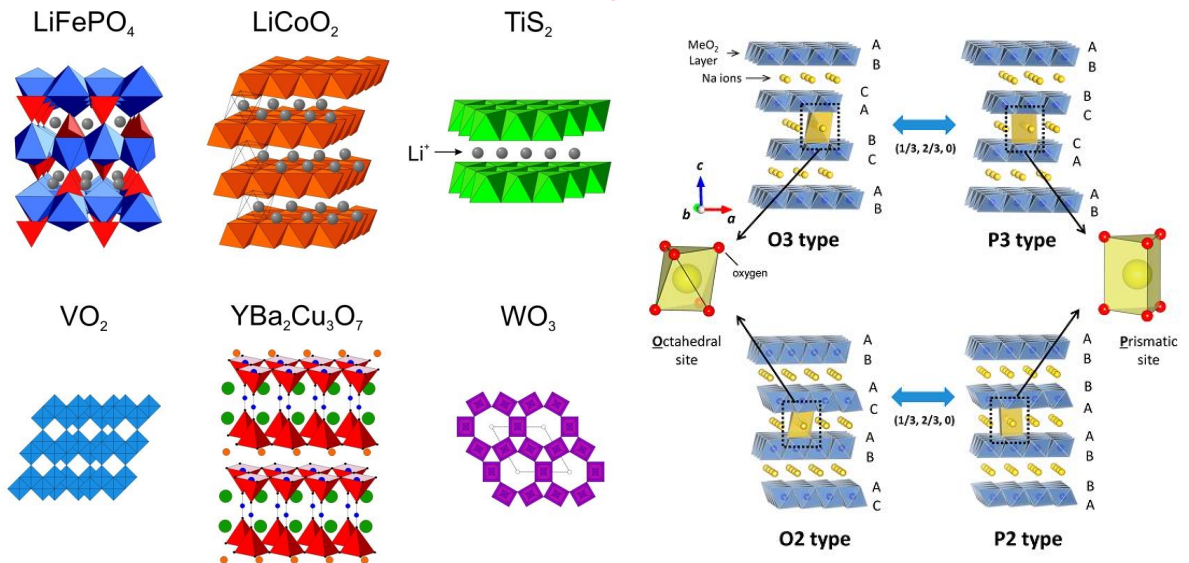 LiFePO₄
LiCoO₂
TiS₂
Li⁺
VO₂
YBa₂Cu₃O₇
WO₃
MeO₂
Layer
Na ions
A
B
C
A
B
C
A
B
O3 type
(1/3, 2/3, 0)
A
B
B
C
C
A
A
B
P3 type
c
b
a
oxygen
Octahedral
site
Prismatic
site
A
B
A
C
A
B
A
C
O2 type
(1/3, 2/3, 0)
A
B
B
A
A
B
B
A
P2 type